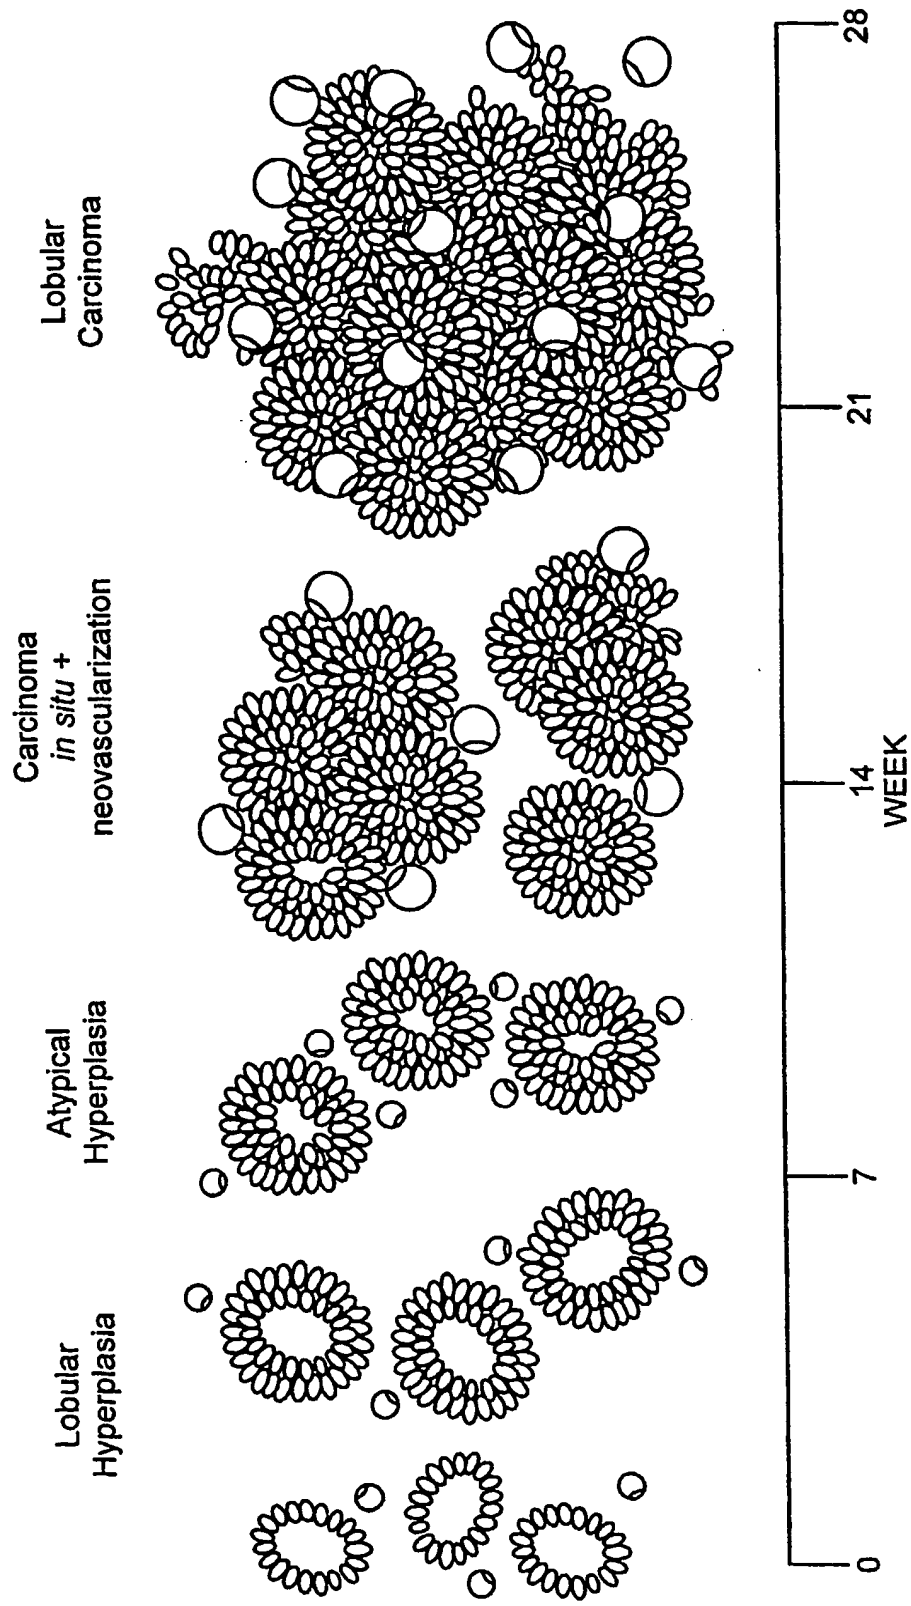 Lobular
Hyperplasia
Atypical
Hyperplasia
Carcinoma
in situ +
neovascularization
Lobular
Carcinoma
0
7
14
21
28
WEEK